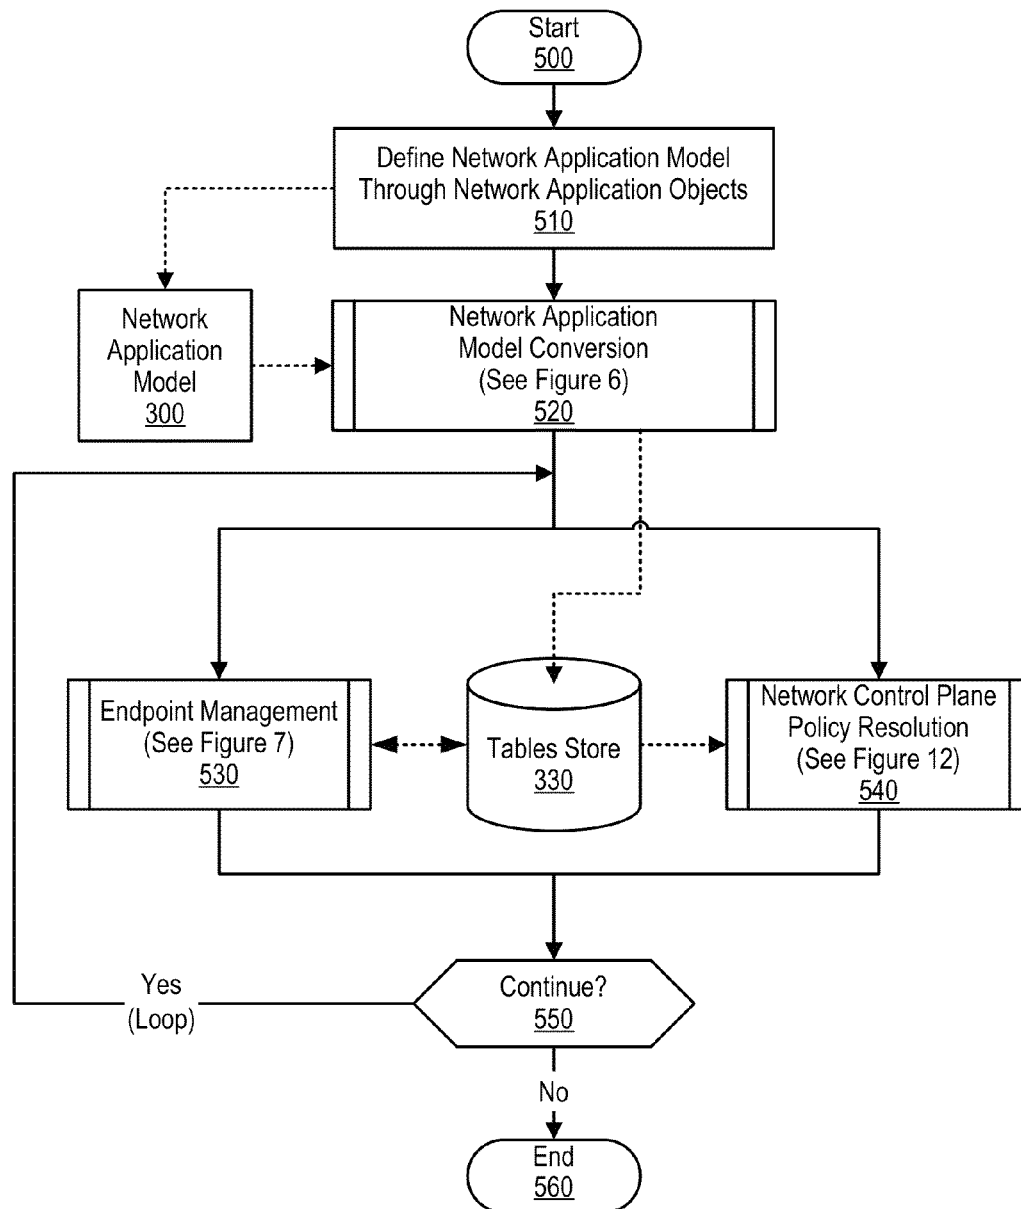 Start
500
Define Network Application Model
Through Network Application Objects
510
Network
Application
Model
300
Network Application
Model Conversion
(See Figure 6)
520
Endpoint Management
(See Figure 7)
530
Tables Store
330
Network Control Plane
Policy Resolution
(See Figure 12)
540
Yes
(Loop)
Continue?
550
No
End
560